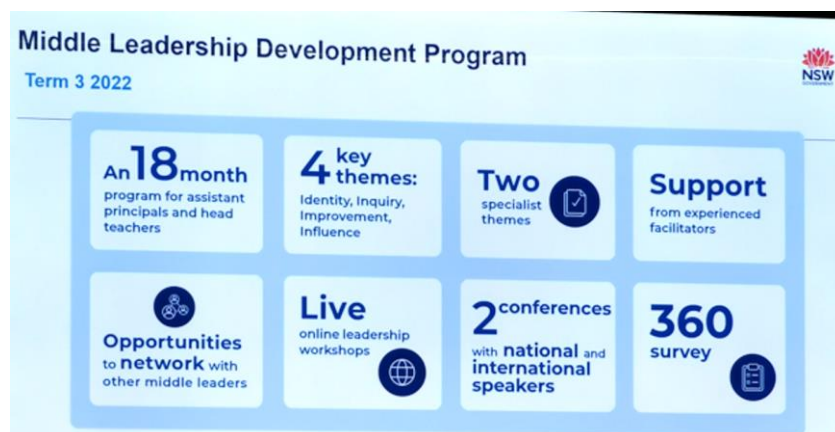 Middle Leadership Development Program
Term 3 2022
NSW
GOVERNMENT
An 18 month
program for assistant
principals and head
teachers
4 key
themes:
Identity, Inquiry,
Improvement,
Influence
Two
specialist
themes
Support
from experienced
facilitators
Opportunities
to network with
other middle leaders
Live
online leadership
workshops
2 conferences
with national and
international
speakers
360
survey